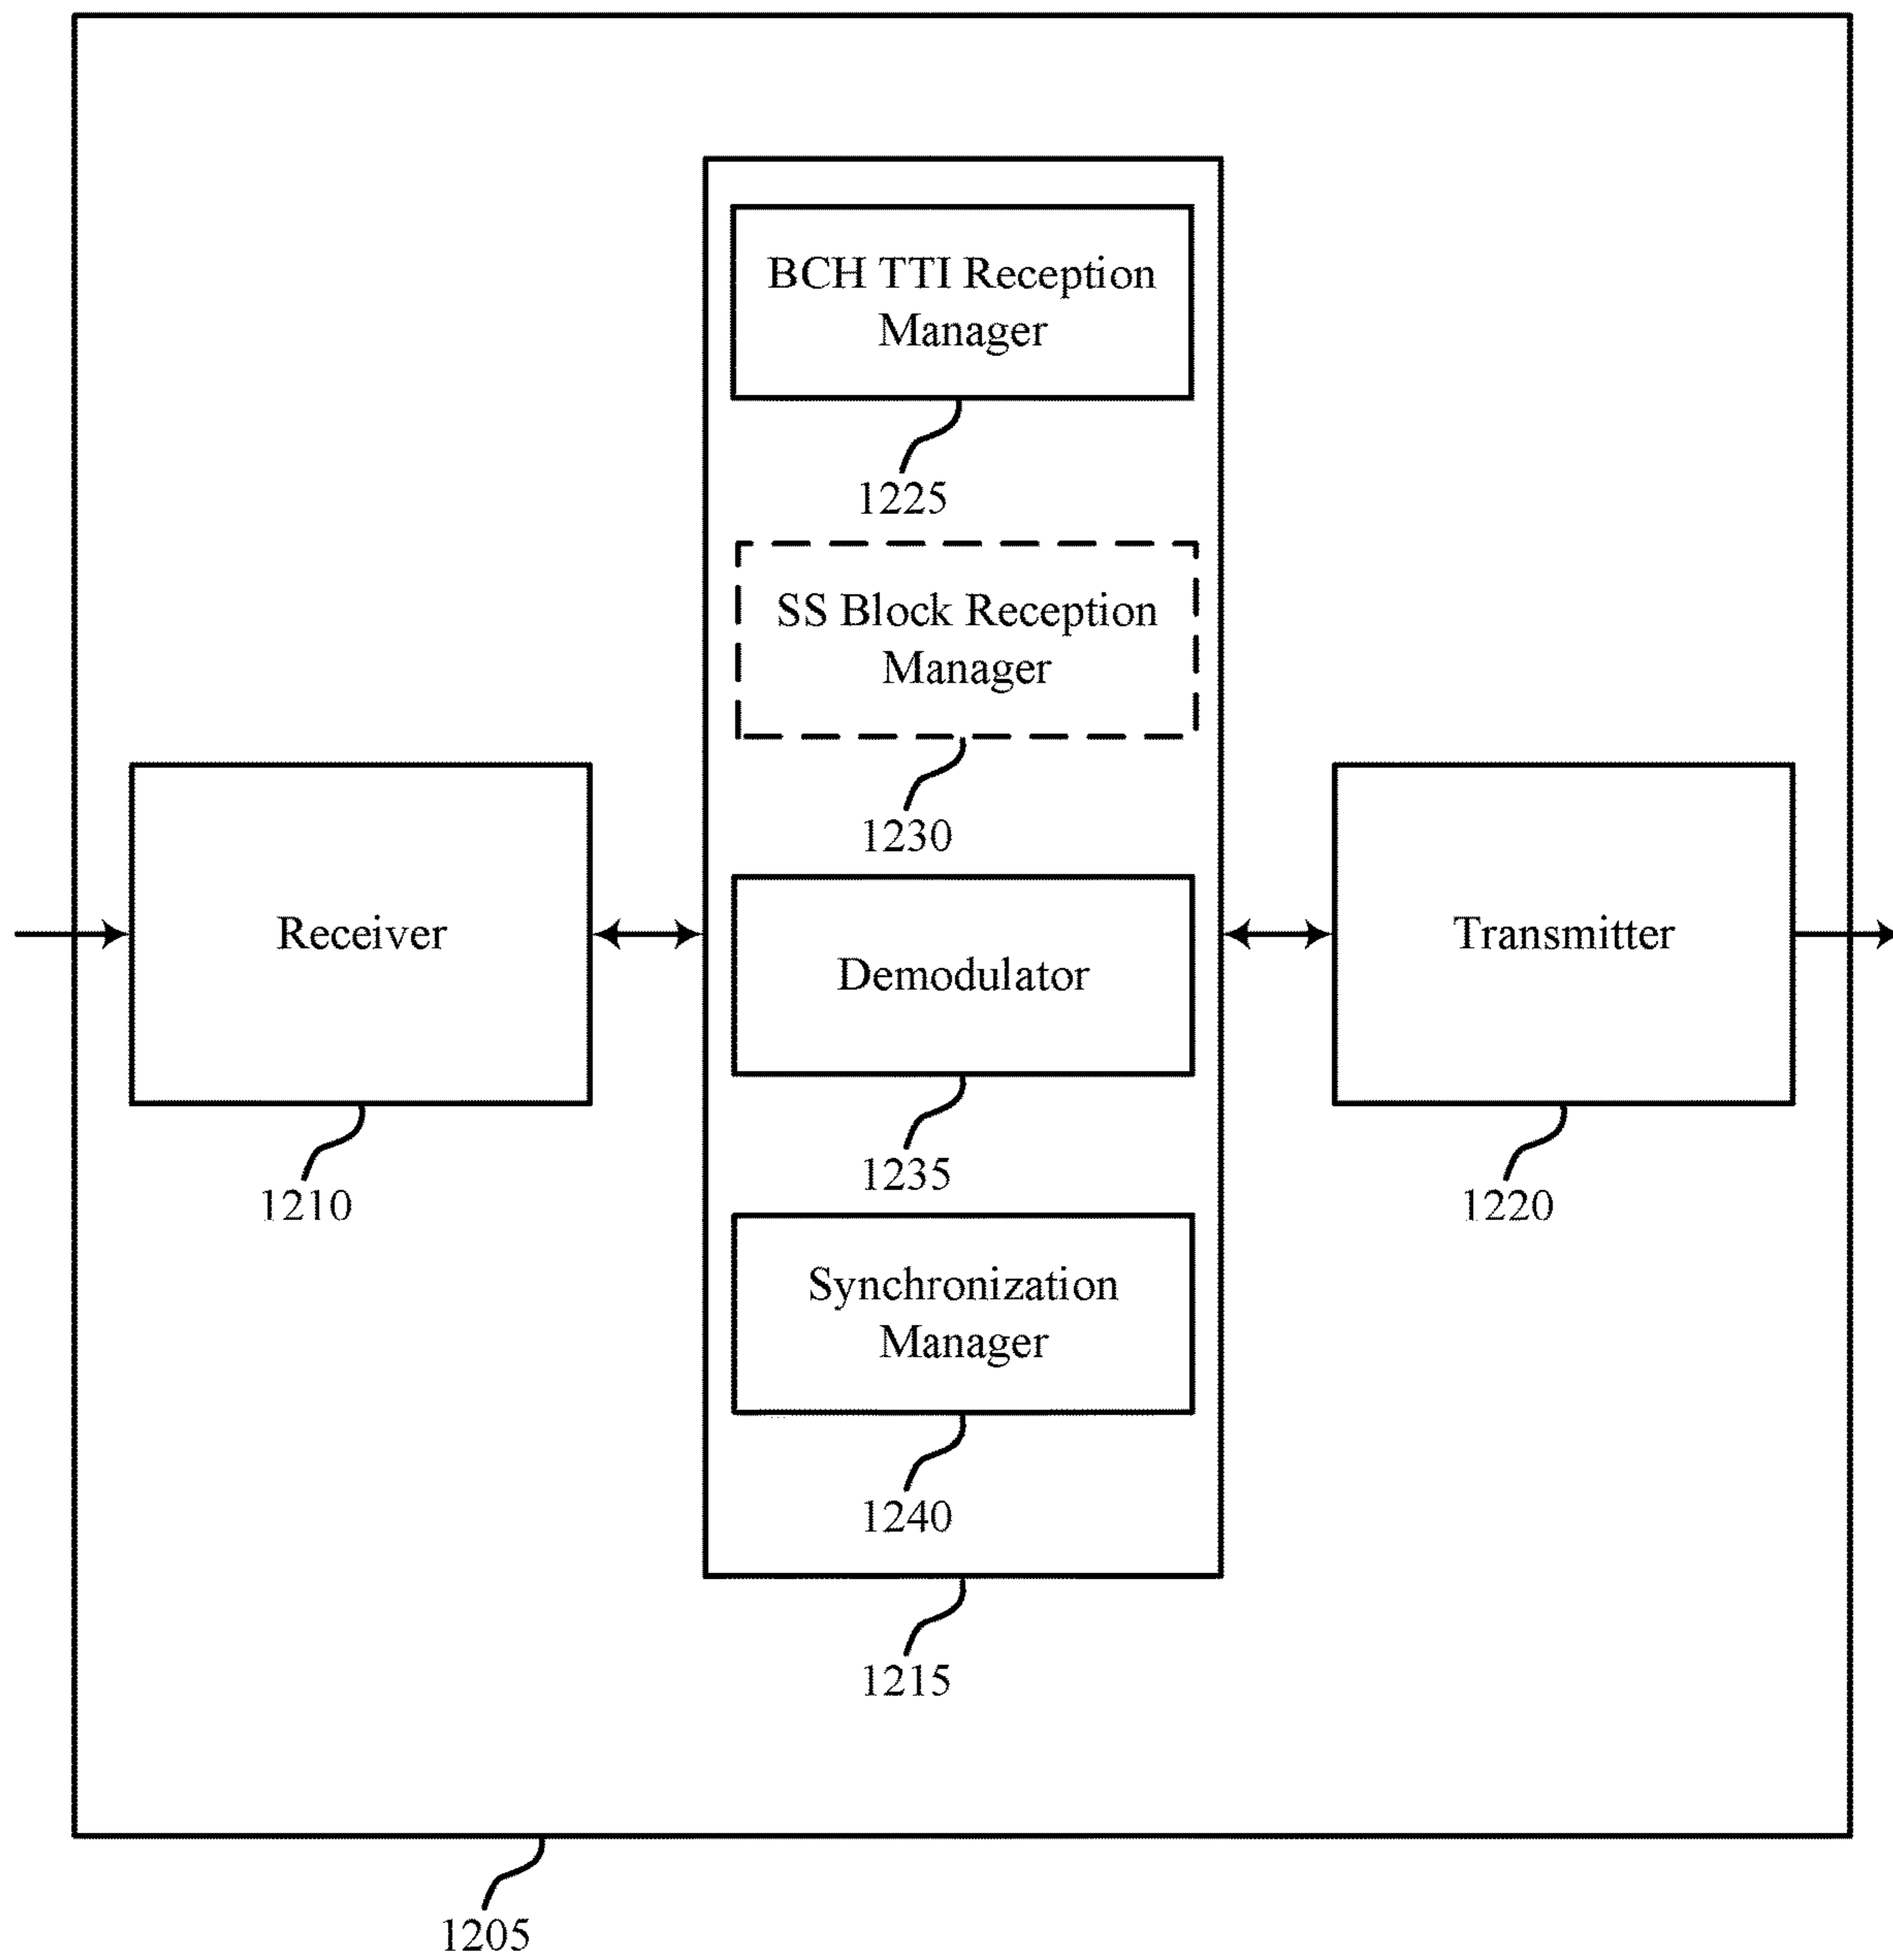 BCH TTI Reception
Manager
1225
SS Block Reception
Manager
1230
Receiver
1210
Demodulator
1235
Transmitter
1220
Synchronization
Manager
1240
1215
1205